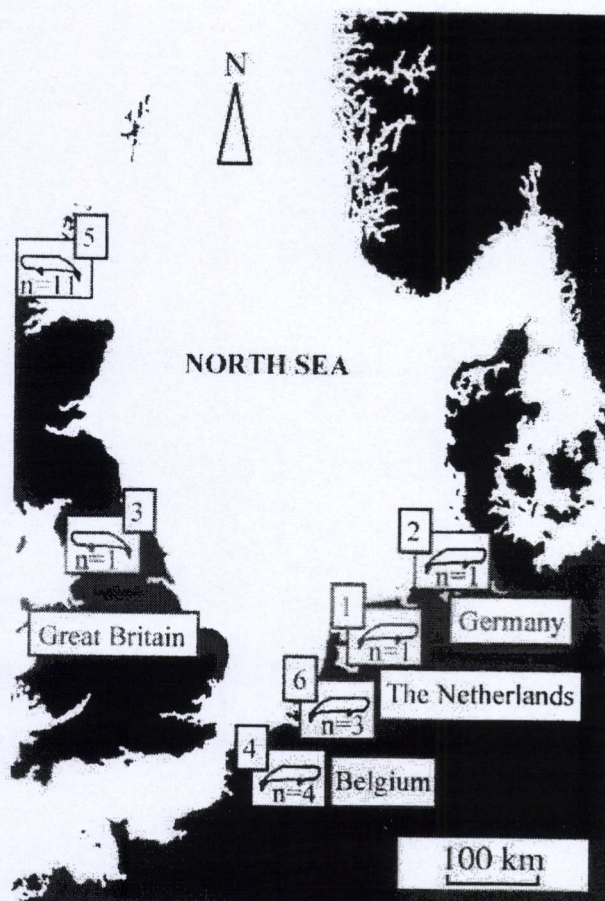 N
5
n=11
NORTH SEA
3
n=1
2
n=1
1
n=1
Great Britain
Germany
6
n=3
The Netherlands
4
n=4
Belgium
100 km